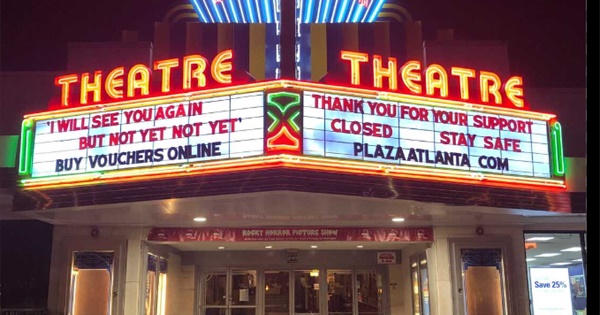 THEATRE
THEATRE
'I WILL SEE YOU AGAIN
BUT NOT YET NOT YET'
BUY VOUCHERS ONLINE
THANK YOU FOR YOUR SUPPORT
CLOSED STAY SAFE
PLAZAATLANTA COM
ROCKY HORROR PICTURE SHOW
Save 25%